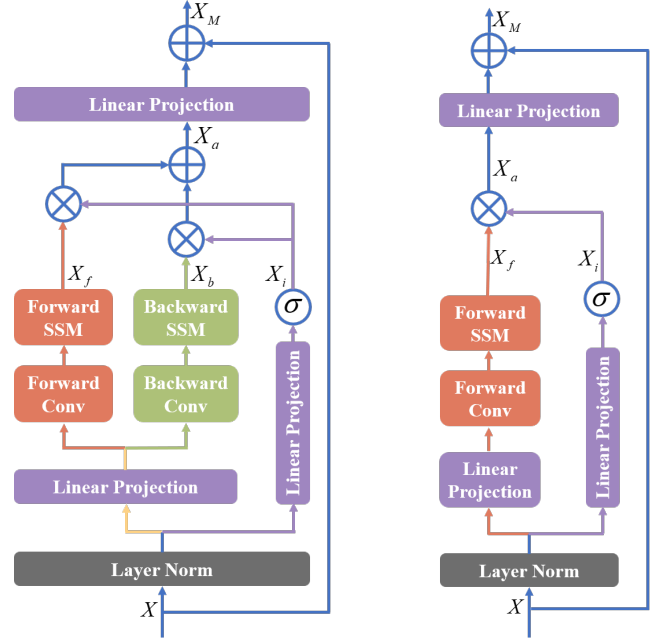 X_M
Linear Projection
X_a
X_f
X_b
X_i
Forward
SSM
Backward
SSM
σ
Forward
Conv
Backward
Conv
Linear Projection
Linear Projection
Layer Norm
X
X_M
Linear Projection
X_a
X_f
X_i
Forward
SSM
σ
Forward
Conv
Linear
Projection
Linear Projection
Layer Norm
X